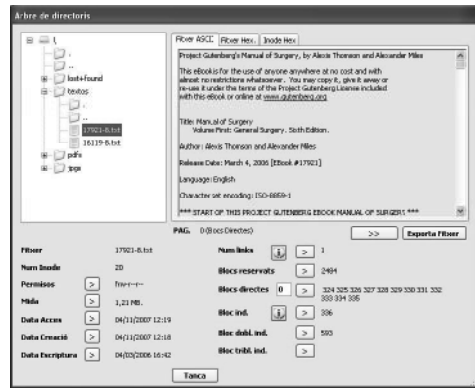 Arbre de directoris
\
.
..
lost+found
textos
.
..
17921-8.txt
16119-8.txt
pdfs
jpgs
Fitxer ASCII
Fitxer Hex.
Inode Hex
Project Gutenberg's Manual of Surgery, by Alexis Thomson and Alexander Miles
This eBook is for the use of anyone anywhere at no cost and with
almost no restrictions whatsoever. You may copy it, give it away or
re-use it under the terms of the Project Gutenberg License included
with this eBook or online at www.gutenberg.org
Title: Manual of Surgery
Volume First: General Surgery. Sixth Edition.
Author: Alexis Thomson and Alexander Miles
Release Date: March 4, 2006 [EBook #17921]
Language: English
Character set encoding: ISO-8859-1
*** START OF THIS PROJECT GUTENBERG EBOOK MANUAL OF SURGERY ***
PAG. 0 (Blocs Directes)
>>
Exporta Fitxer
Fitxer 17921-8.txt
Num Inode 20
Permisos >
Mida > 1,21 MB.
Data Acces > 04/11/2007 12:19
Data Creació > 04/11/2007 12:18
Data Escriptura > 04/03/2006 16:42
Num links i > 1
Blocs reservats > 2484
Blocs directes 0 > 324 325 326 327 328 329 330 331 332
333 334 335
Bloc ind. i > 336
Bloc dobl. ind. > 593
Bloc tribl. ind. >
Tanca